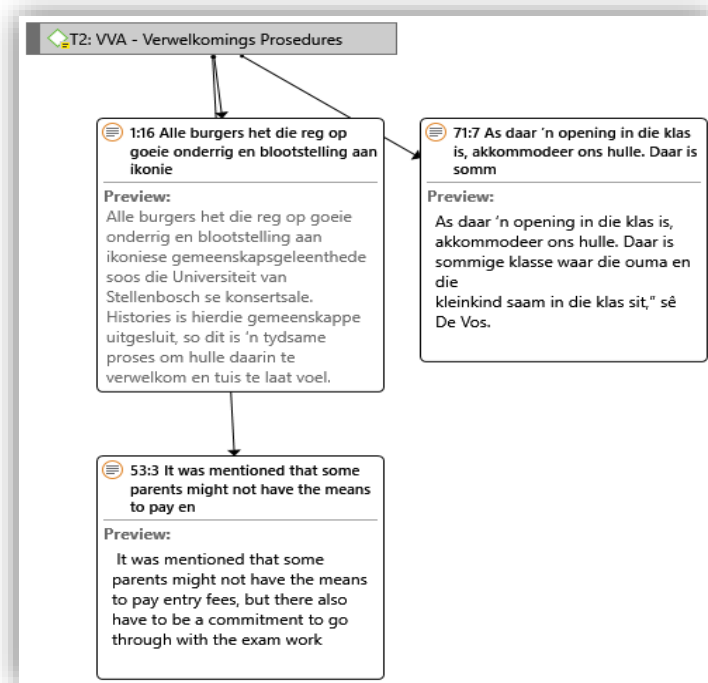 T2: VVA - Verwelkomings Prosedures
1:16 Alle burgers het die reg op
goeie onderrig en blootstelling aan
ikonie
Preview:
Alle burgers het die reg op goeie
onderrig en blootstelling aan
ikoniese gemeenskapsgeleenthede
soos die Universiteit van
Stellenbosch se konsertsale.
Histories is hierdie gemeenskappe
uitgesluit, so dit is 'n tydsame
proses om hulle daarin te
verwelkom en tuis te laat voel.
71:7 As daar 'n opening in die klas
is, akkommodeer ons hulle. Daar is
somm
Preview:
As daar 'n opening in die klas is,
akkommodeer ons hulle. Daar is
sommige klasse waar die ouma en
die
kleinkind saam in die klas sit," sê
De Vos.
53:3 It was mentioned that some
parents might not have the means
to pay en
Preview:
It was mentioned that some
parents might not have the means
to pay entry fees, but there also
have to be a commitment to go
through with the exam work